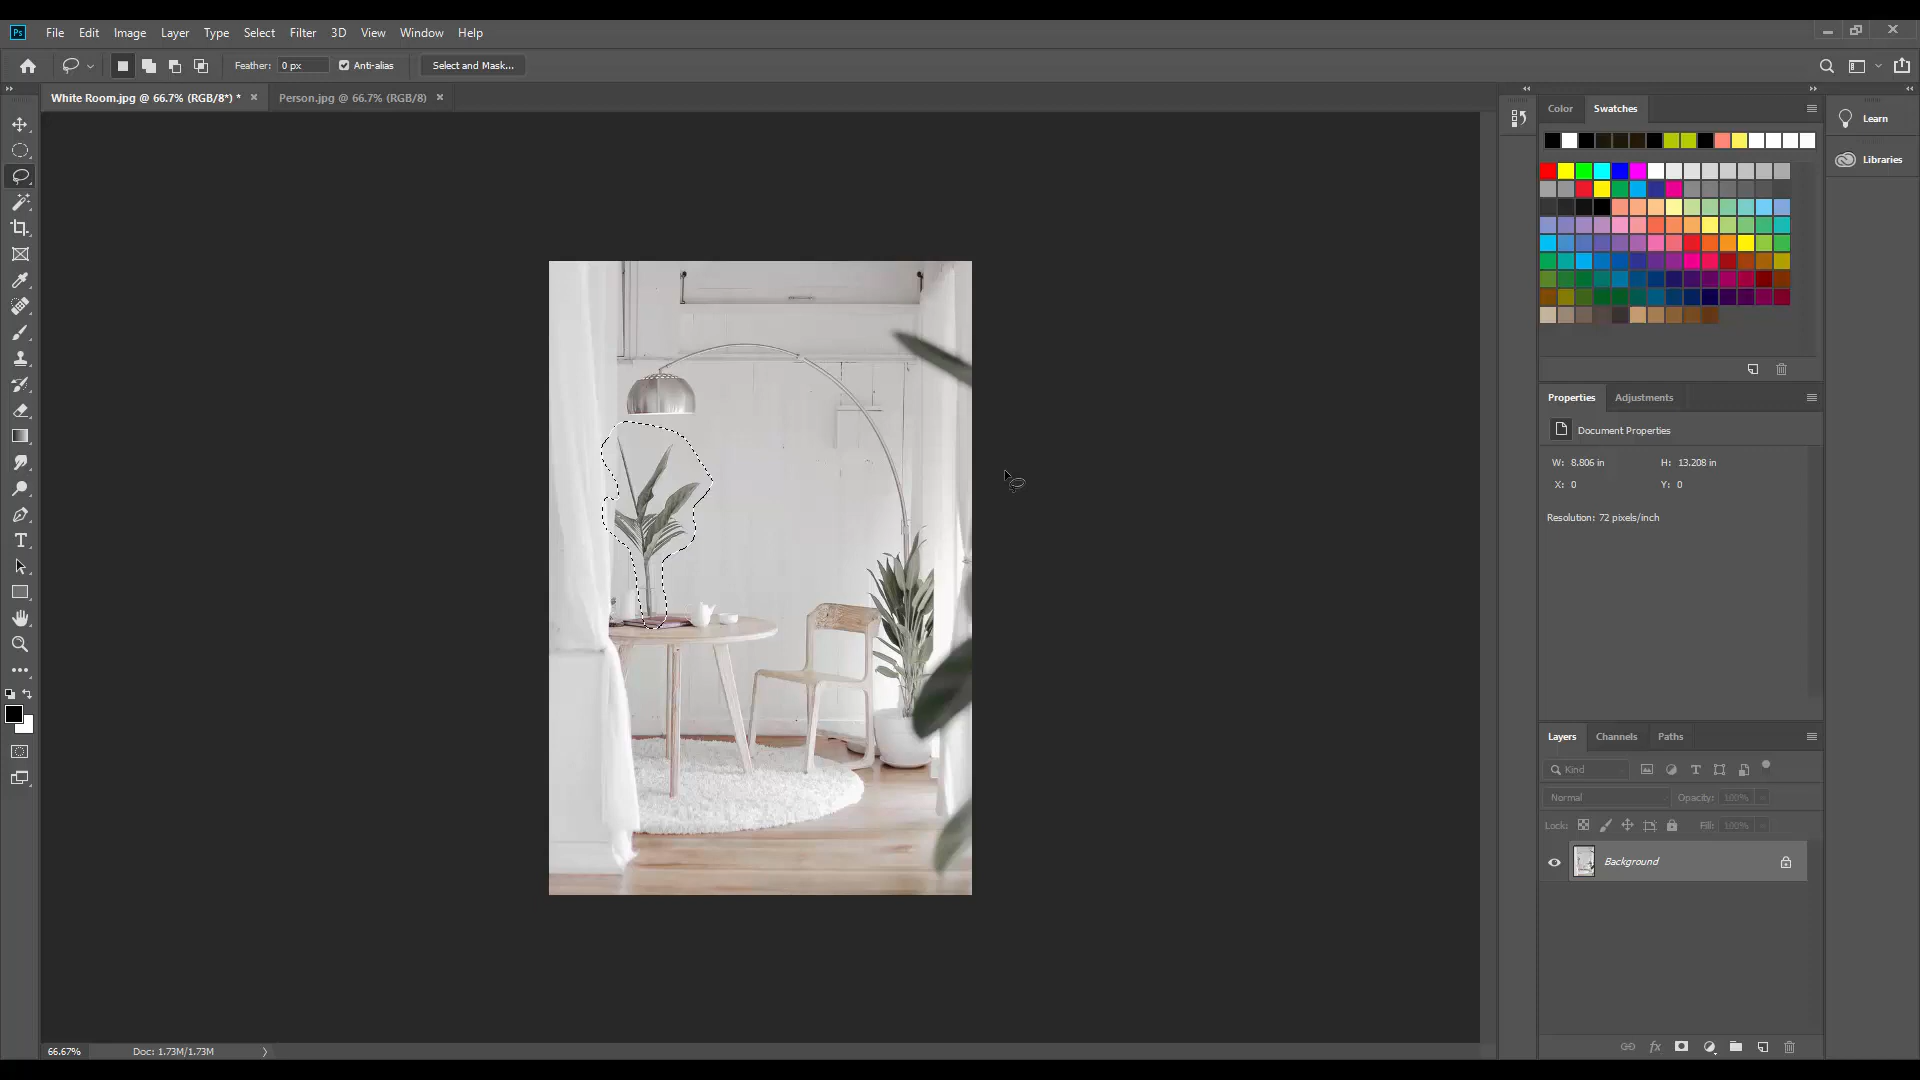 Ps File Edit Image Layer Type Select Filter 3D View Window Help
Feather: 0 px Anti-alias Select and Mask...
White Room.jpg @ 66.7% (RGB/8*) * Person.jpg @ 66.7% (RGB/8)
Color Swatches
Learn
Libraries
Properties Adjustments
Document Properties
W: 8.806 in H: 13.208 in
X: 0 Y: 0
Resolution: 72 pixels/inch
Layers Channels Paths
Kind
Normal Opacity: 100%
Lock: Fill: 100%
Background
66.67% Doc: 1.73M/1.73M